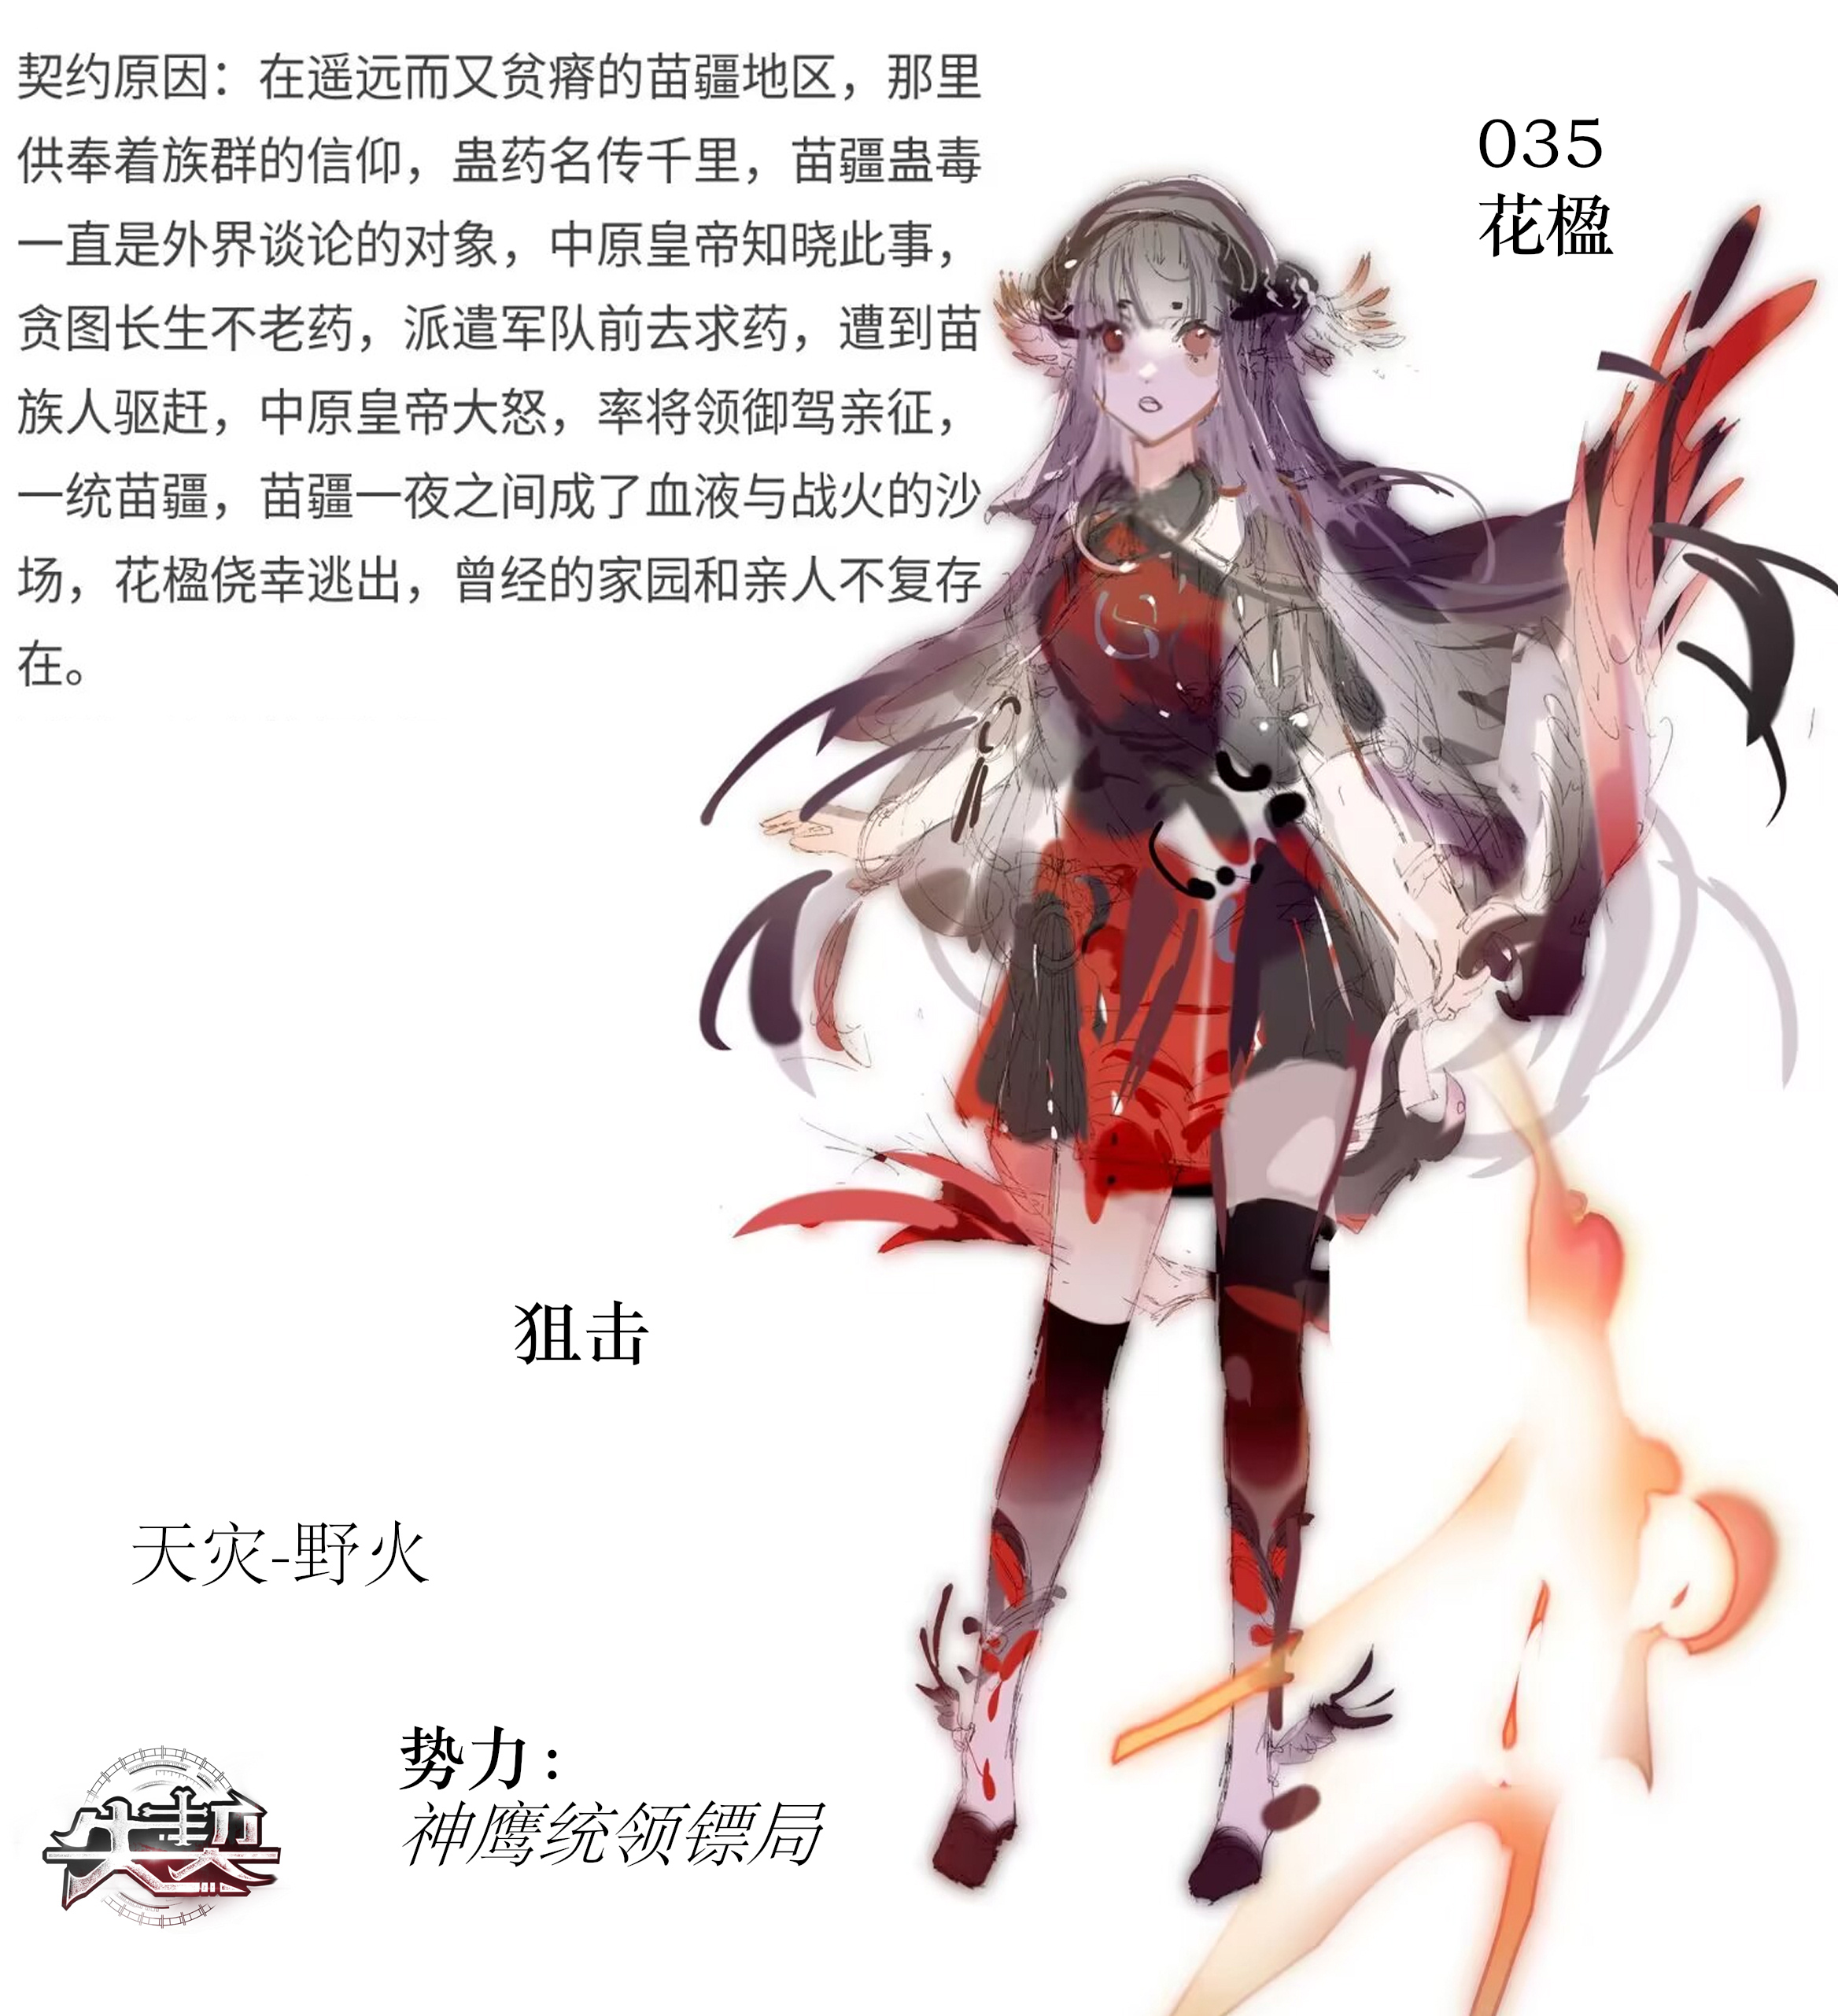 契约原因：在遥远而又贫瘠的苗疆地区，那里
供奉着族群的信仰，蛊药名传千里，苗疆蛊毒
一直是外界谈论的对象，中原皇帝知晓此事，
贪图长生不老药，派遣军队前去求药，遭到苗
族人驱赶，中原皇帝大怒，率将领御驾亲征，
一统苗疆，苗疆一夜之间成了血液与战火的沙
场，花楹侥幸逃出，曾经的家园和亲人不复存
在。
035
花楹
狙击
天灾-野火
势力：
神鹰统领镖局
失契